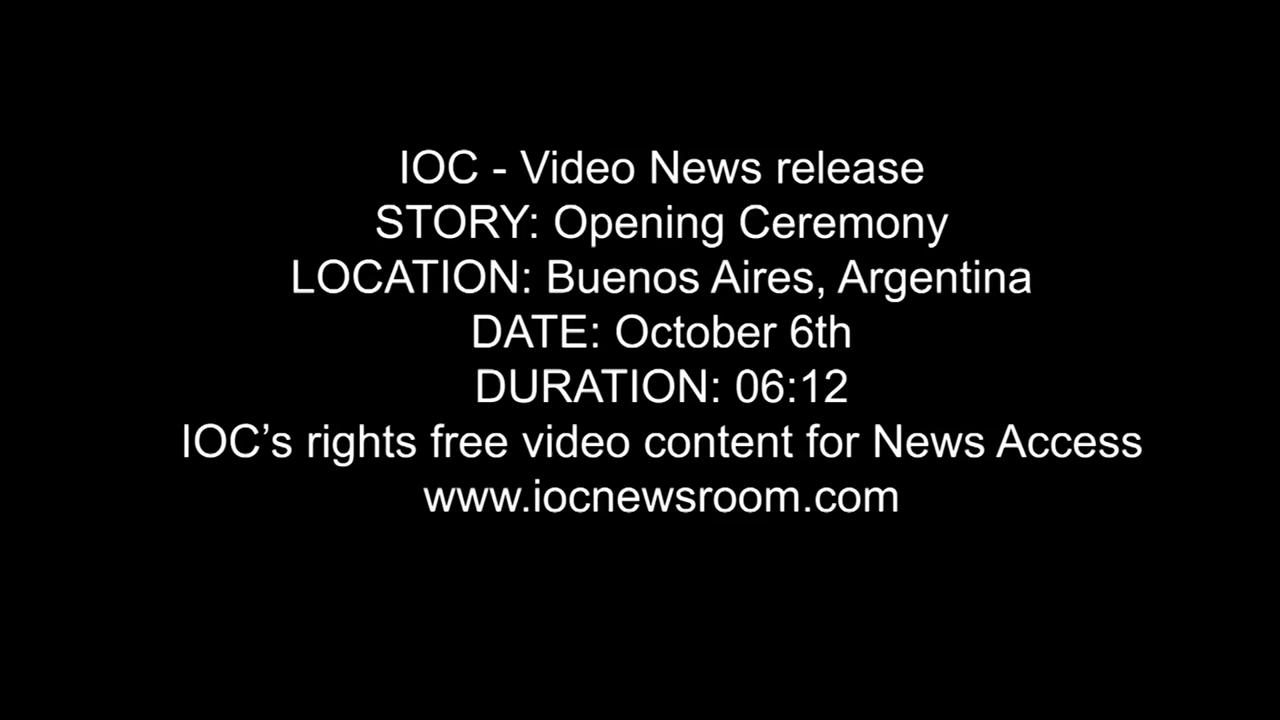 IOC - Video News release
STORY: Opening Ceremony
LOCATION: Buenos Aires, Argentina
DATE: October 6th
DURATION: 06:12
IOC’s rights free video content for News Access
www.iocnewsroom.com